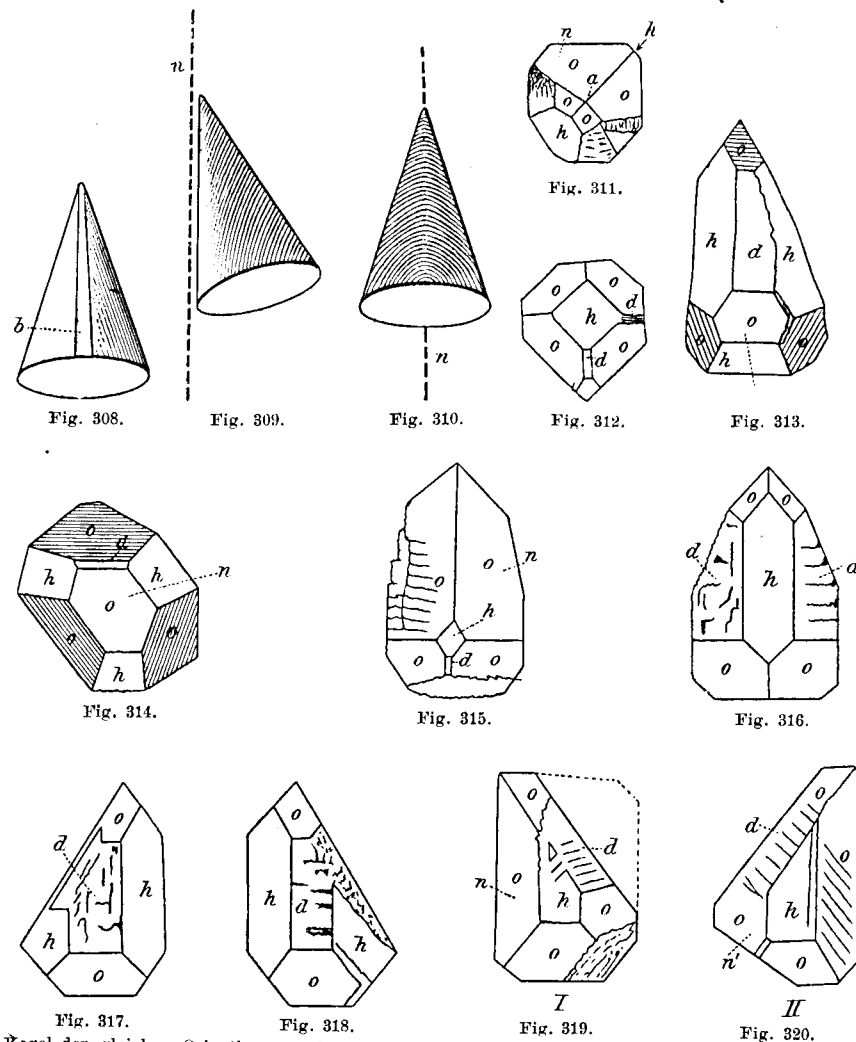 n
n
h
o
a
o
o
o
h
Fig. 311.
b
n
Fig. 308.
Fig. 309.
Fig. 310.
o
o
d
h
o
o
d
Fig. 312.
o
h
d
h
o
o
o
h
Fig. 313.
o
d
h
h
n
o
o
o
h
Fig. 314.
o
o
n
h
o
d
o
Fig. 315.
o
o
d
h
d
o
o
Fig. 316.
o
d
h
h
o
Fig. 317.
o
h
d
h
o
Fig. 318.
o
d
n
o
h
o
o
I
Fig. 319.
o
d
o
o
h
n'
o
II
Fig. 320.